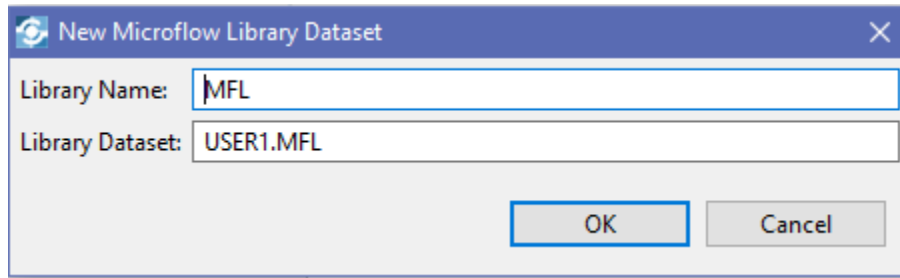 New Microflow Library Dataset
Library Name: MFL
Library Dataset: USER1.MFL
OK Cancel